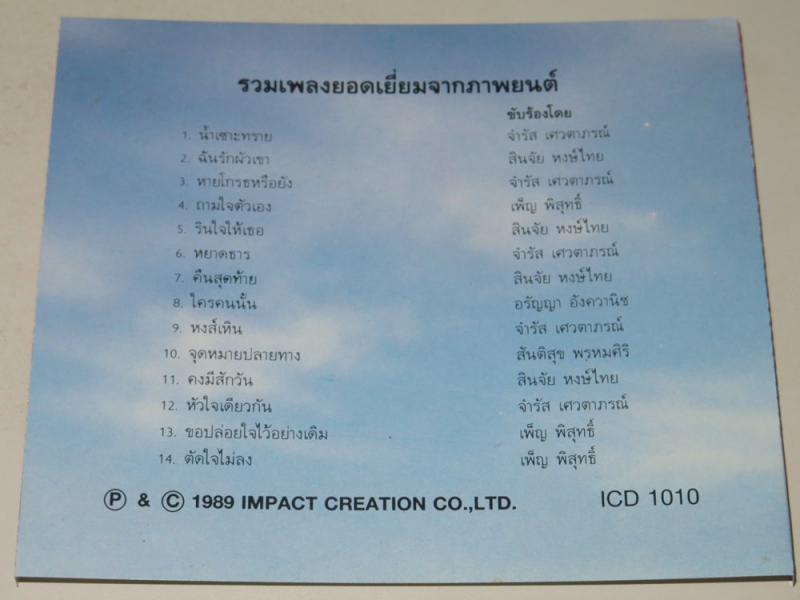 รวมเพลงยอดเยี่ยมจากภาพยนต์
ขับร้องโดย
1. น้ำเซาะทราย จำรัส เศวตาภรณ์
2. ฉันรักผัวเขา สินจัย หงษ์ไทย
3. หายโกรธหรือยัง จำรัส เศวตาภรณ์
4. ถามใจตัวเอง เพ็ญ พิสุทธิ์
5. รินใจให้เธอ สินจัย หงษ์ไทย
6. หยาดธาร จำรัส เศวตาภรณ์
7. คืนสุดท้าย สินจัย หงษ์ไทย
8. ใครคนนั้น อรัญญา อังควานิช
9. หงส์เหิน จำรัส เศวตาภรณ์
10. จุดหมายปลายทาง สันติสุข พรหมศิริ
11. คงมีสักวัน สินจัย หงษ์ไทย
12. หัวใจเดียวกัน จำรัส เศวตาภรณ์
13. ขอปล่อยใจไว้อย่างเดิม เพ็ญ พิสุทธิ์
14. ตัดใจไม่ลง เพ็ญ พิสุทธิ์
Ⓟ & © 1989 IMPACT CREATION CO.,LTD. ICD 1010